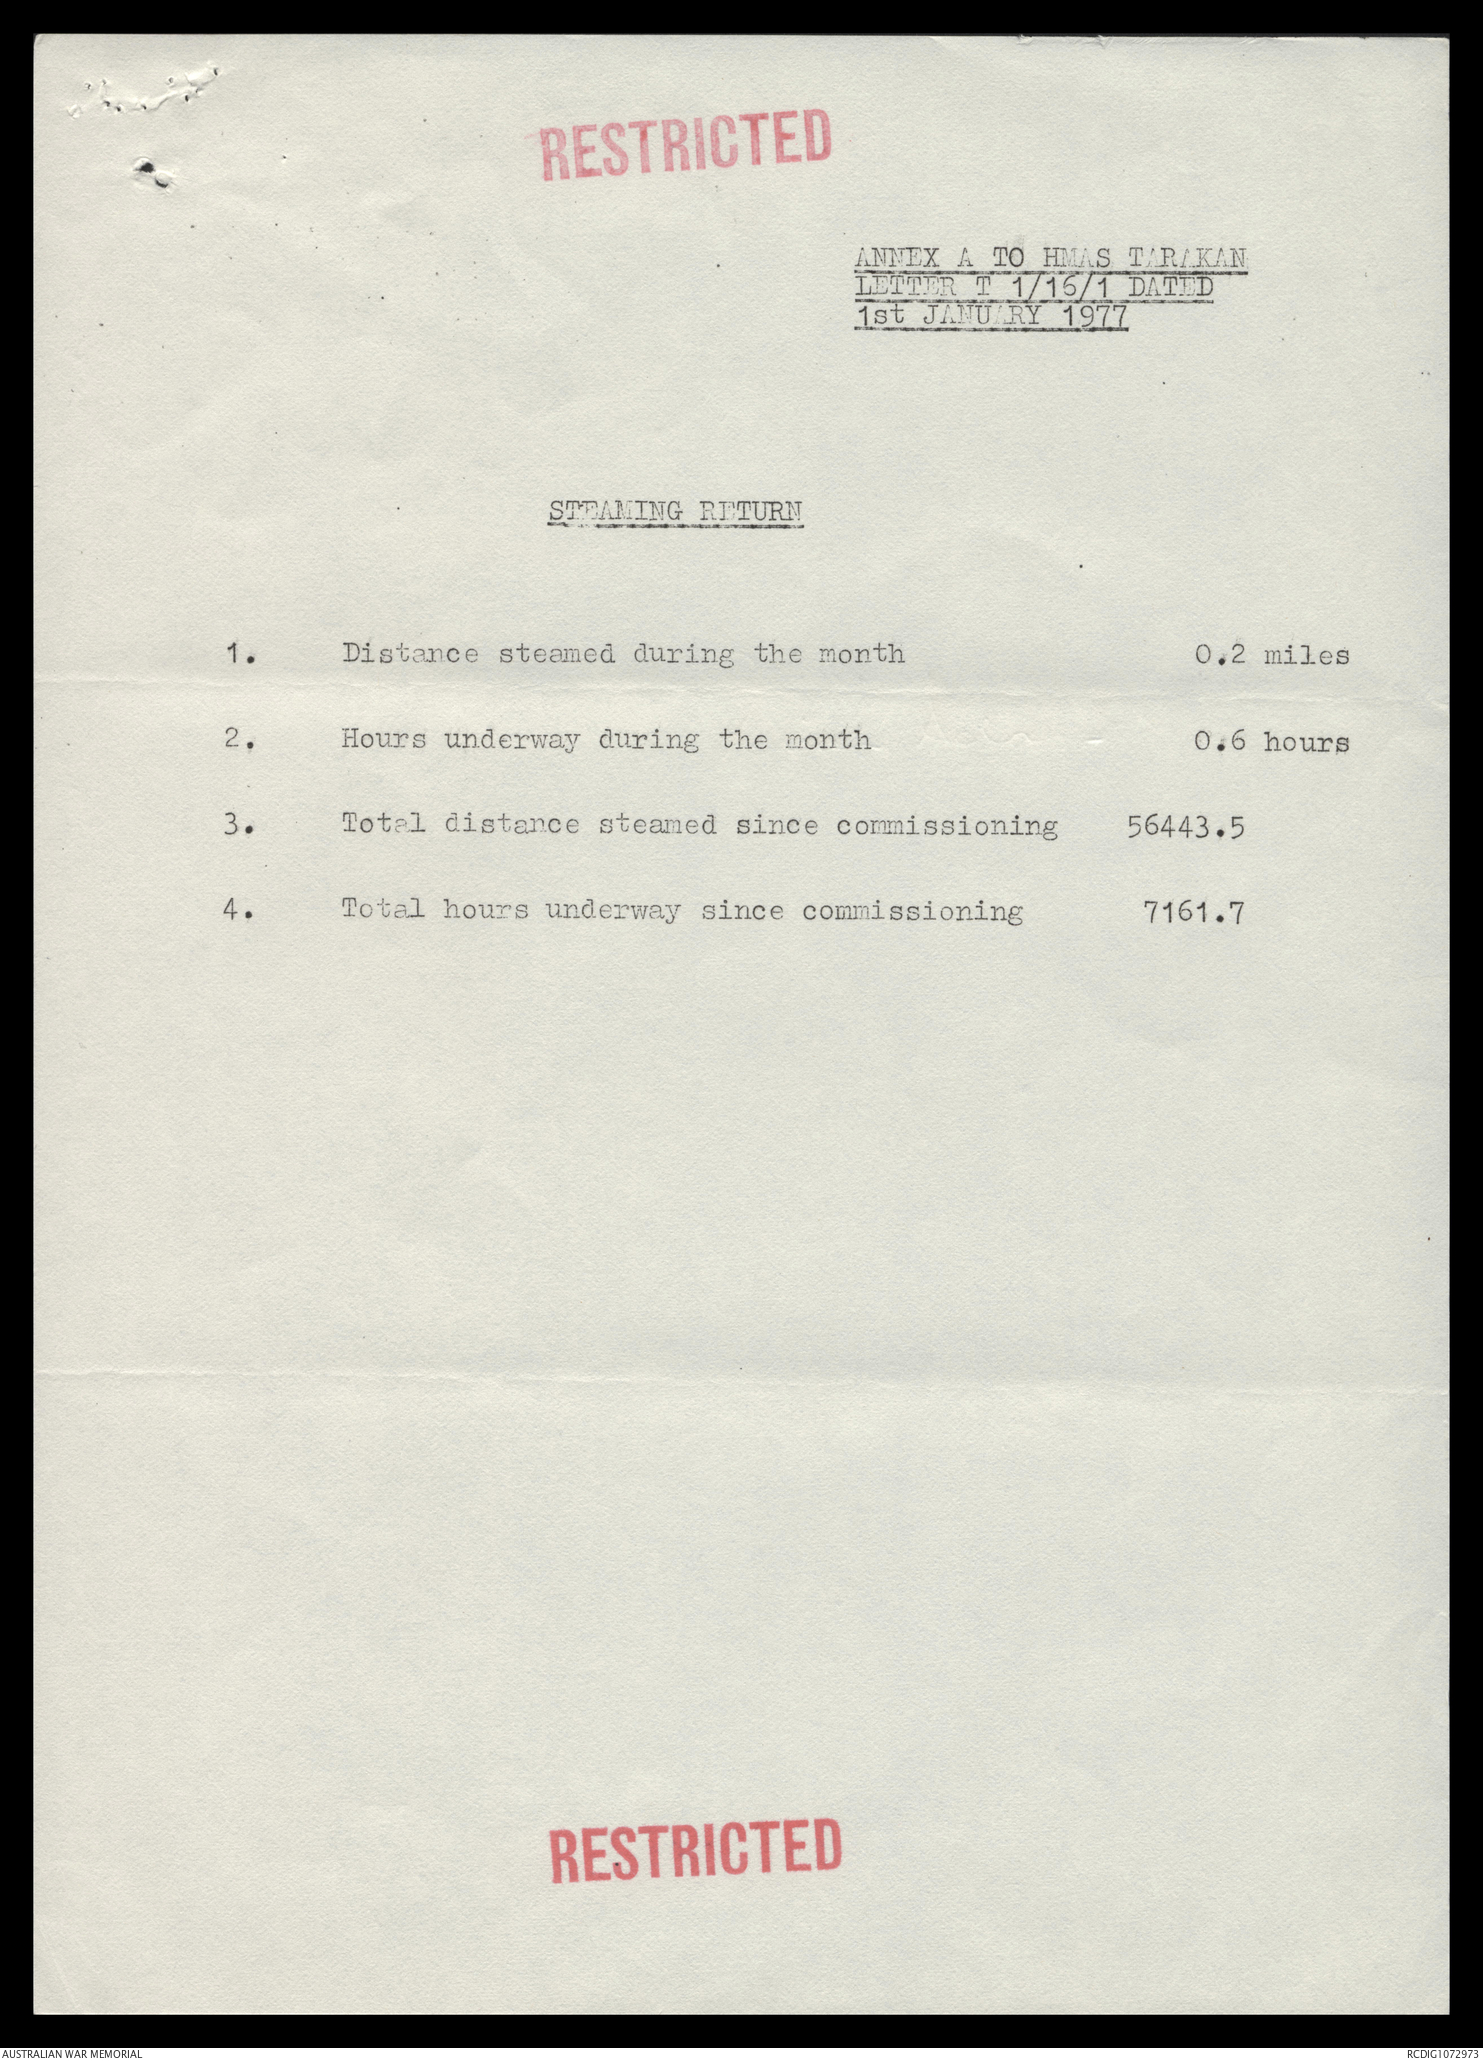 RESTRICTED
ANNEX A TO HMAS TARAKAN
LETTER T 1/16/1 DATED
1st JANUARY 1977
STEAMING RETURN
1. Distance steamed during the month 0.2 miles
2. Hours underway during the month 0.6 hours
3. Total distance steamed since commissioning 56443.5
4. Total hours underway since commissioning 7161.7
RESTRICTED
AUSTRALIAN WAR MEMORIAL RCDIG1072973